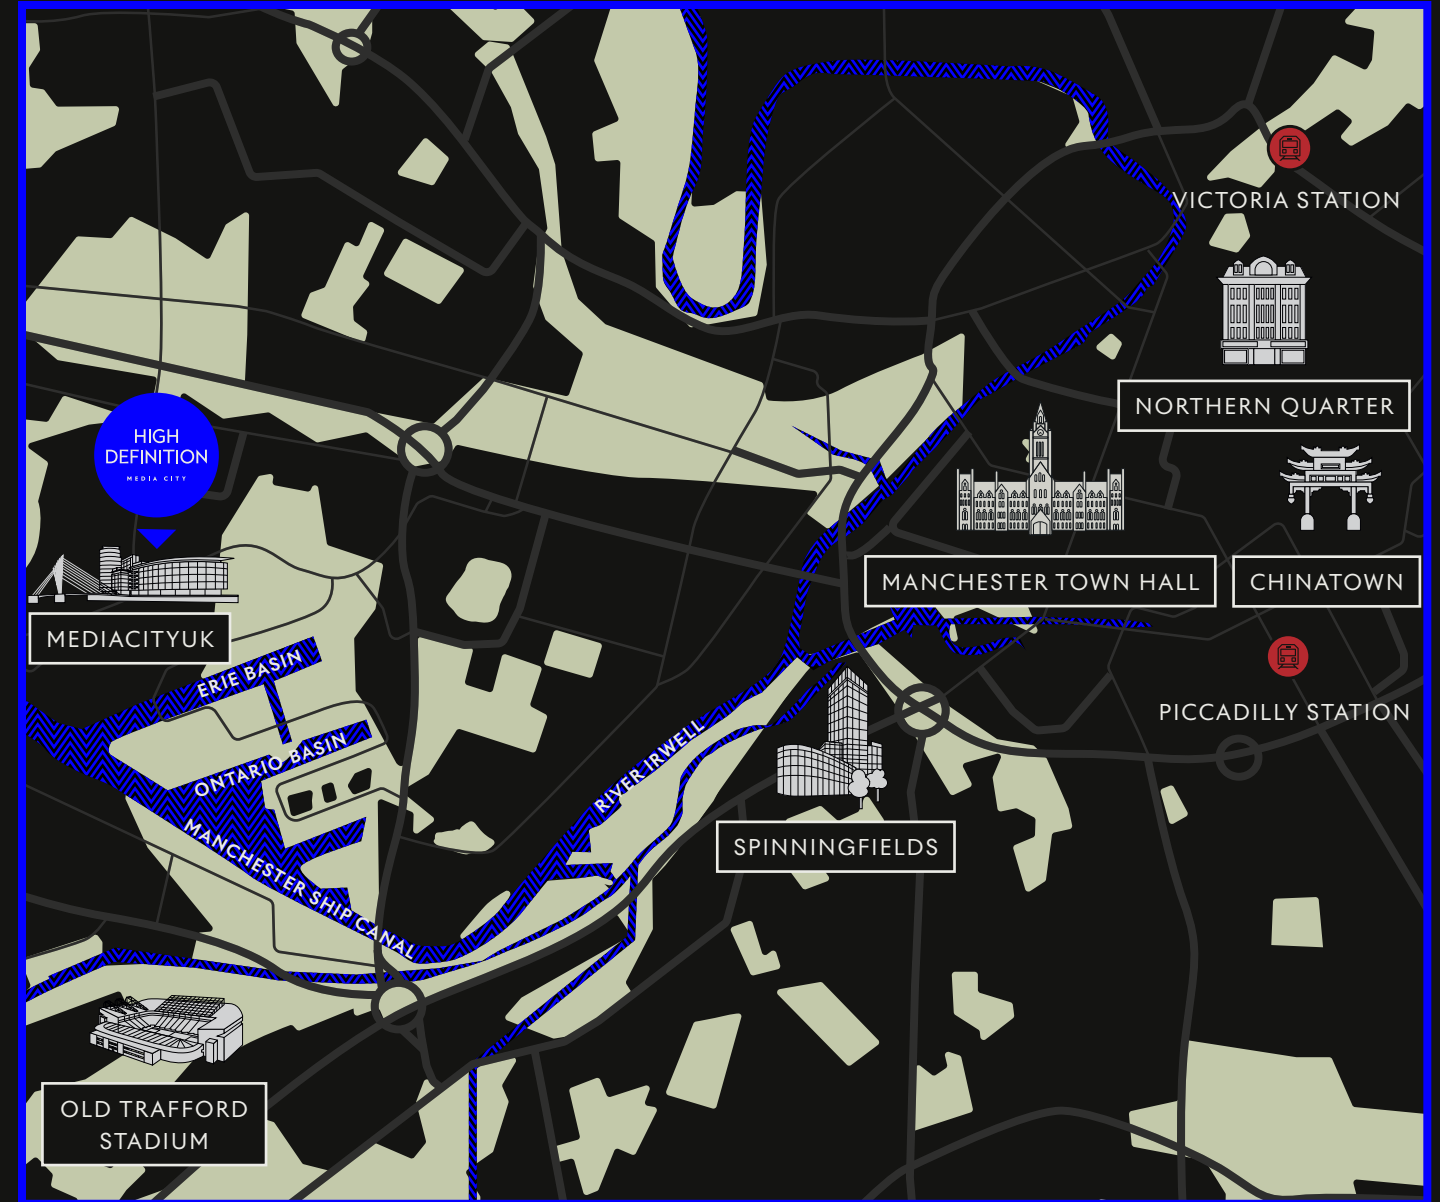 VICTORIA STATION
NORTHERN QUARTER
HIGH
DEFINITION
MEDIA CITY
MANCHESTER TOWN HALL
CHINATOWN
MEDIACITYUK
ERIE BASIN
PICCADILLY STATION
ONTARIO BASIN
RIVER IRWELL
SPINNINGFIELDS
MANCHESTER SHIP CANAL
OLD TRAFFORD
STADIUM